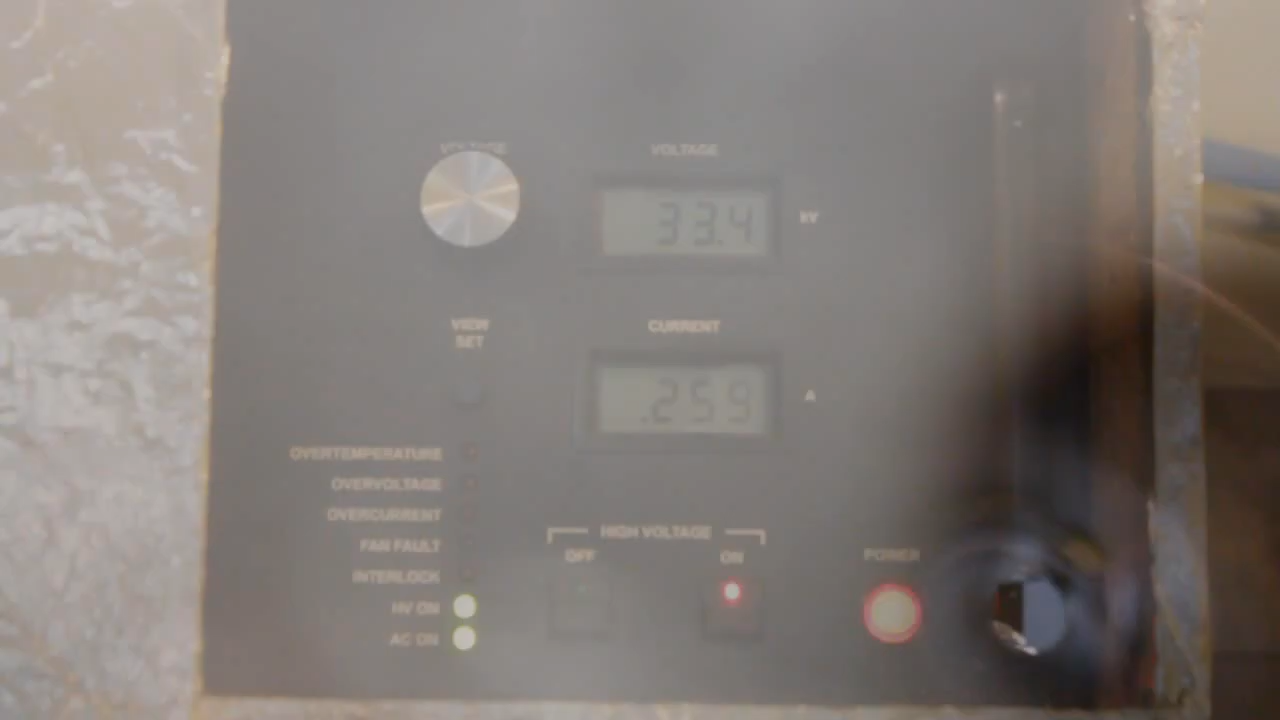 VOLTAGE
VOLTAGE
33.4 kV
VIEW
SET
CURRENT
.259 A
OVERTEMPERATURE
OVERVOLTAGE
OVERCURRENT
FAN FAULT
INTERLOCK
HV ON
AC ON
HIGH VOLTAGE
OFF
ON
POWER